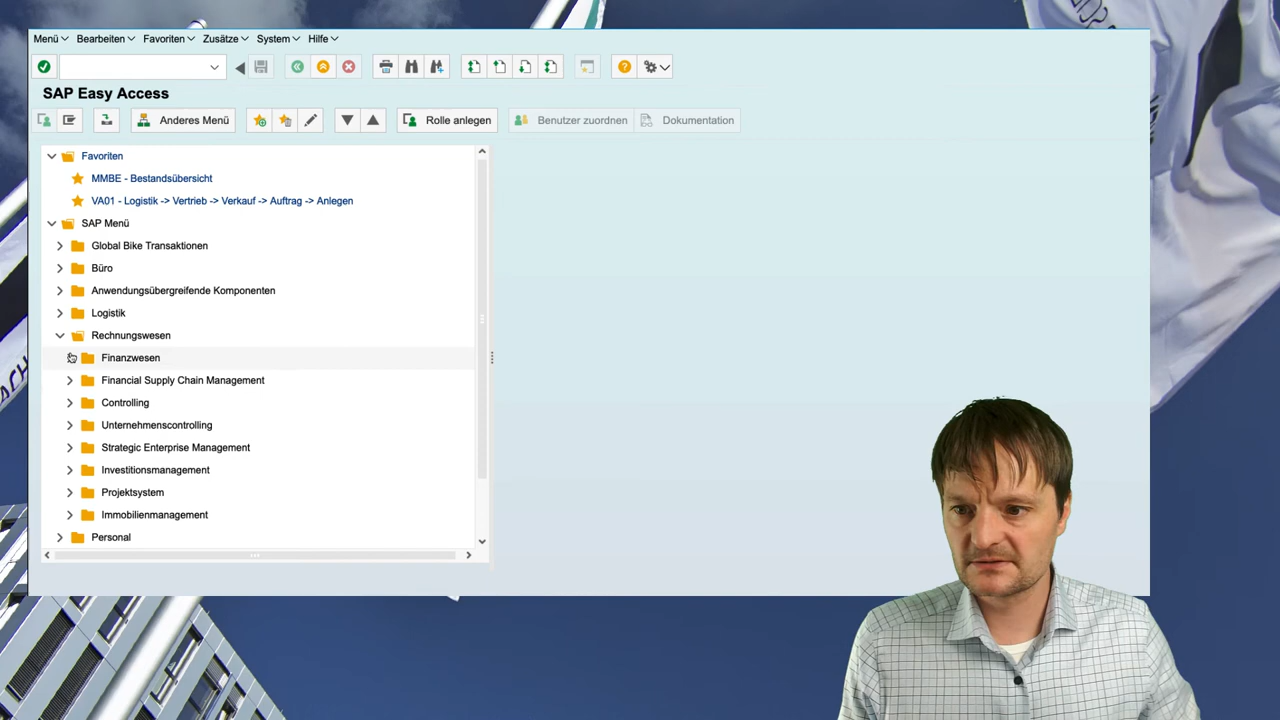 Menü Bearbeiten Favoriten Zusätze System Hilfe
SAP Easy Access
Anderes Menü Rolle anlegen Benutzer zuordnen Dokumentation
Favoriten
MMBE - Bestandsübersicht
VA01 - Logistik -> Vertrieb -> Verkauf -> Auftrag -> Anlegen
SAP Menü
Global Bike Transaktionen
Büro
Anwendungsübergreifende Komponenten
Logistik
Rechnungswesen
Finanzwesen
Financial Supply Chain Management
Controlling
Unternehmenscontrolling
Strategic Enterprise Management
Investitionsmanagement
Projektsystem
Immobilienmanagement
Personal